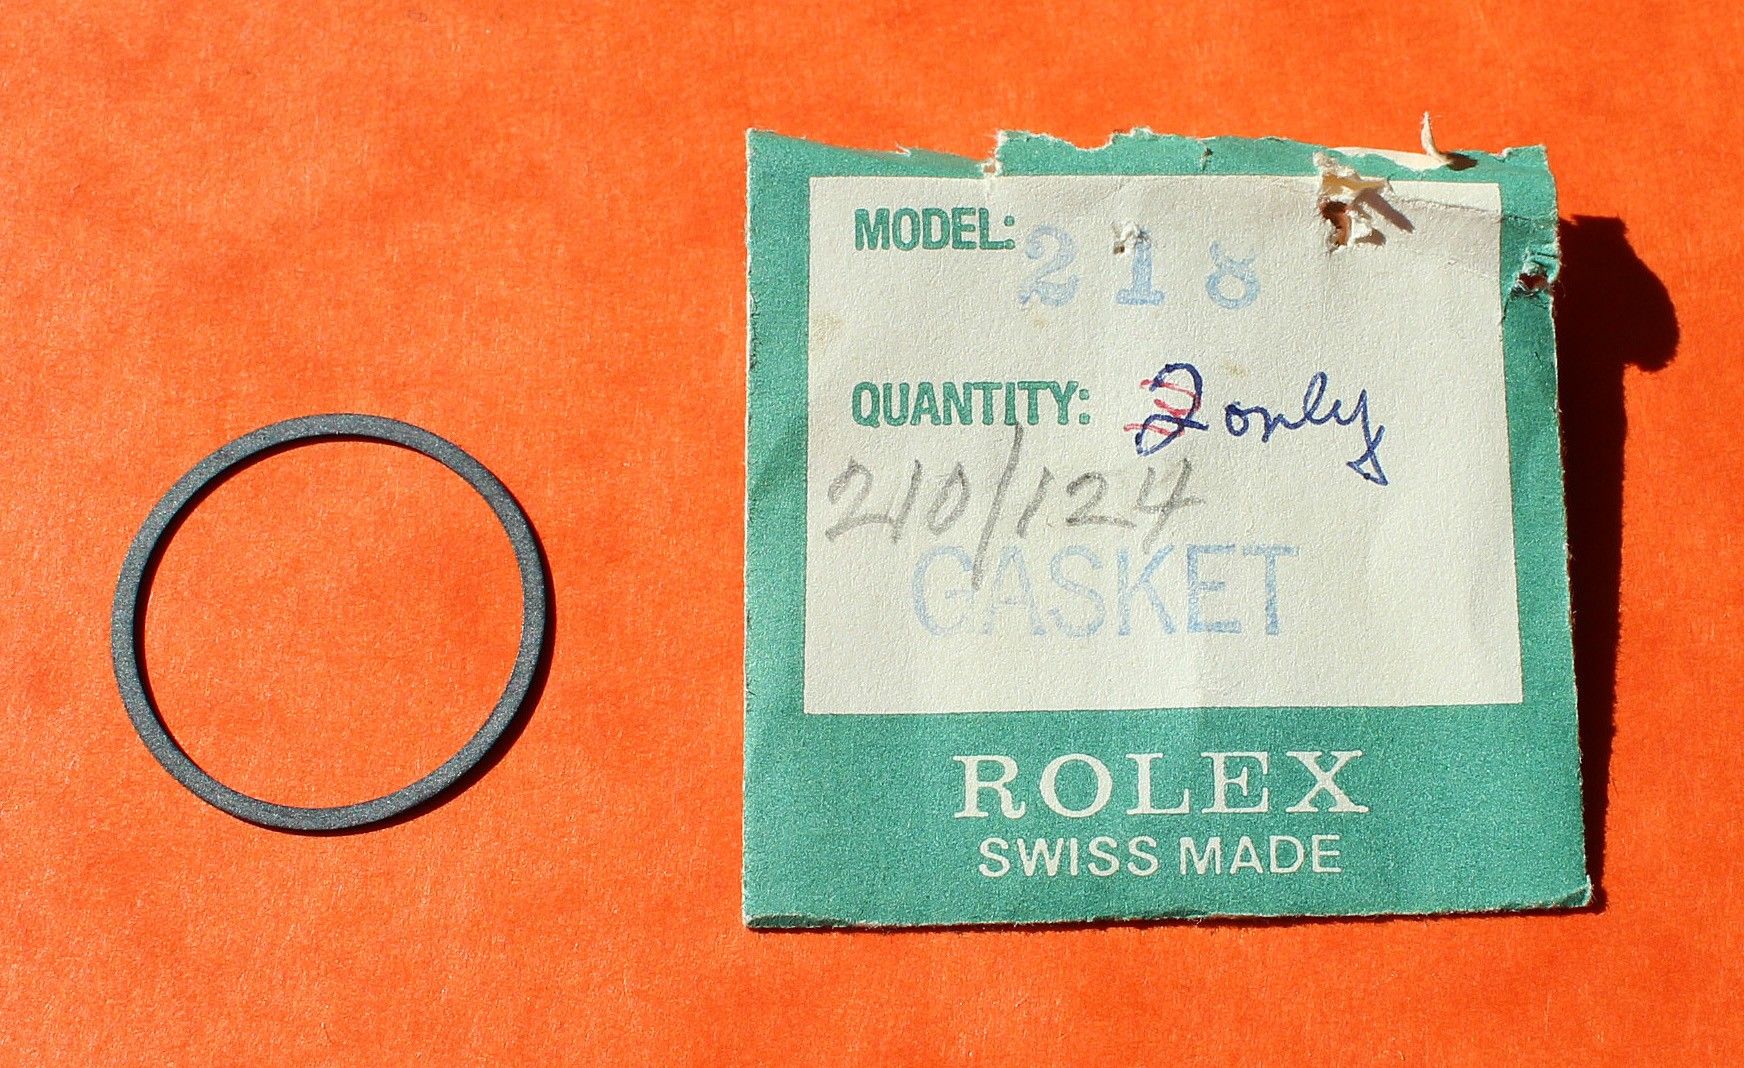 MODEL: 218
QUANTITY: 2 only
210/124
GASKET
ROLEX
SWISS MADE